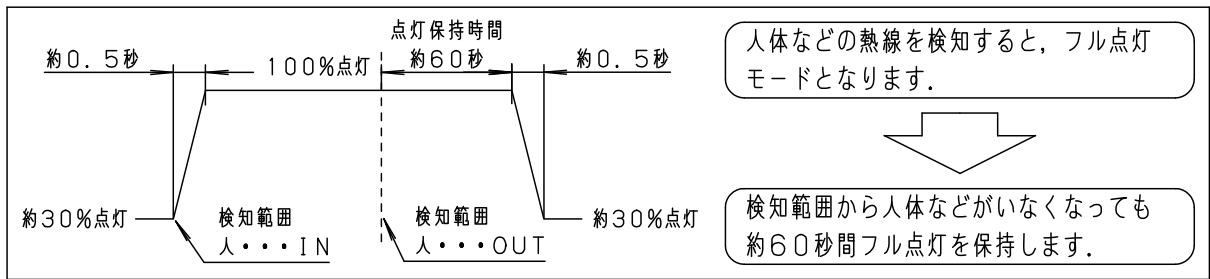 点灯保持時間
約0.5秒
100%点灯
約60秒
約0.5秒
約30%点灯
検知範囲
人・・・IN
検知範囲
人・・・OUT
約30%点灯
人体などの熱線を検知すると,フル点灯
モードとなります.
検知範囲から人体などがいなくなっても
約60秒間フル点灯を保持します.